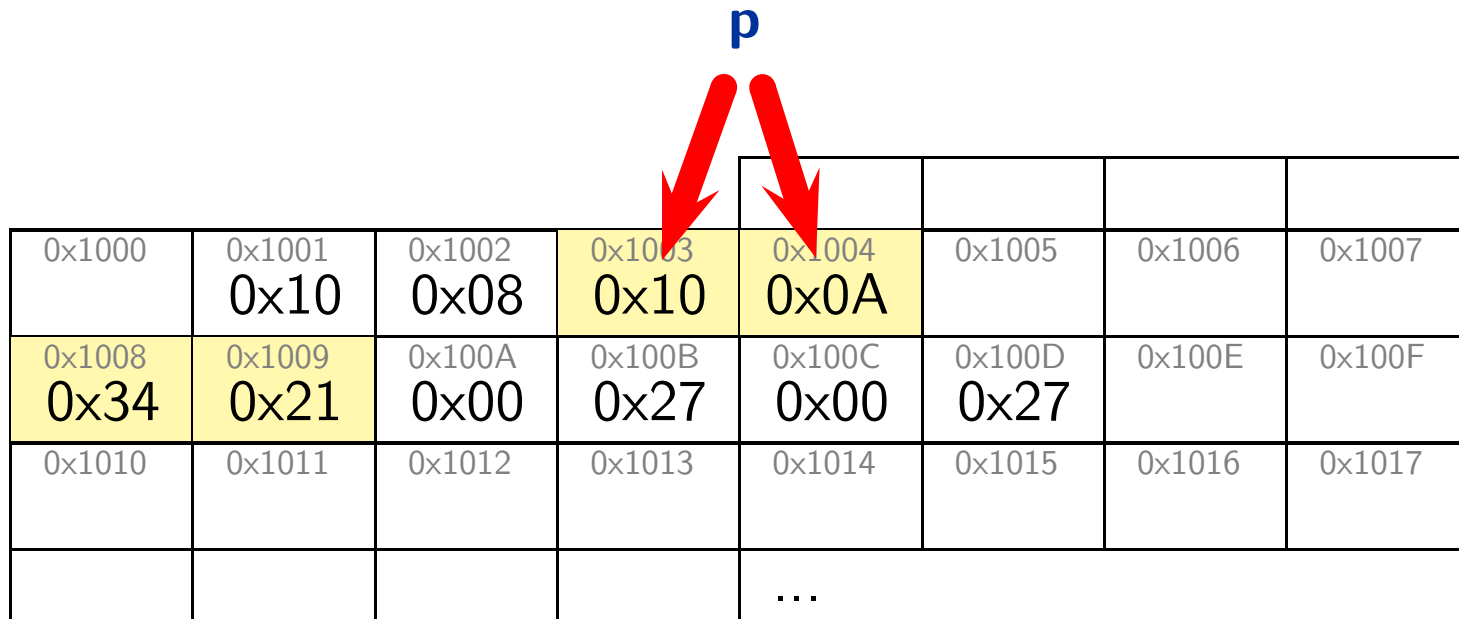 p
0x1000 0x1001 0x1002 0x1003 0x1004 0x1005 0x1006 0x1007
0x10 0x08 0x10 0x0A
0x1008 0x1009 0x100A 0x100B 0x100C 0x100D 0x100E 0x100F
0x34 0x21 0x00 0x27 0x00 0x27
0x1010 0x1011 0x1012 0x1013 0x1014 0x1015 0x1016 0x1017
...